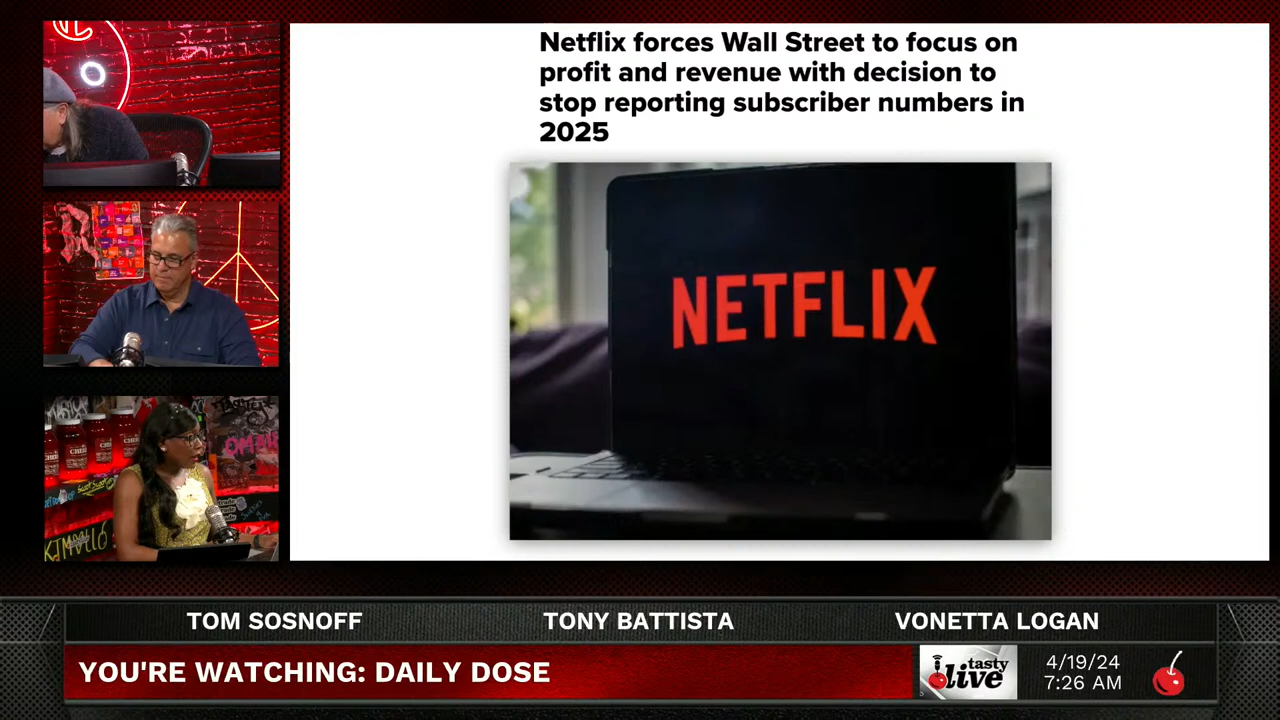 Netflix forces Wall Street to focus on
profit and revenue with decision to
stop reporting subscriber numbers in
2025
NETFLIX
TOM SOSNOFF
TONY BATTISTA
VONETTA LOGAN
YOU'RE WATCHING: DAILY DOSE
tasty
live
4/19/24
7:26 AM